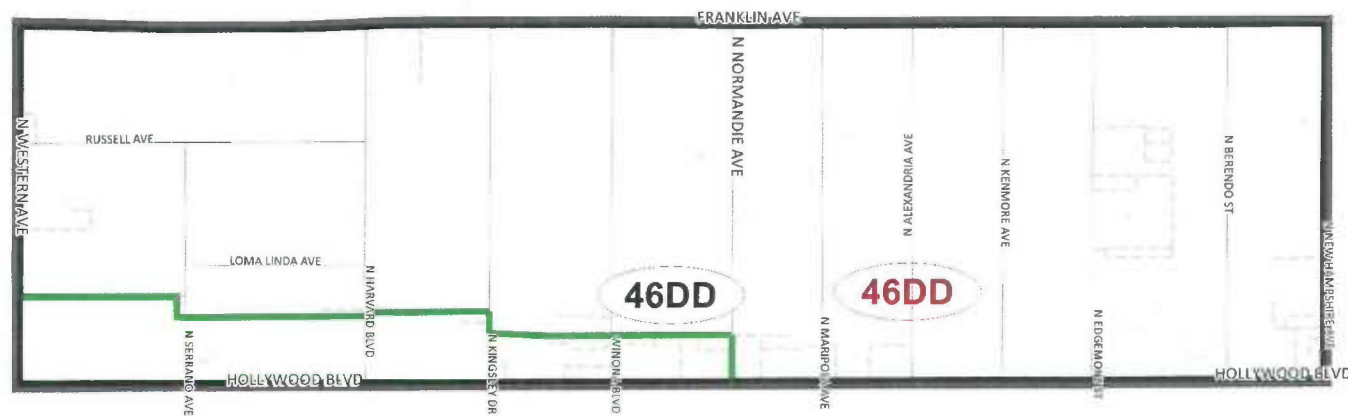 FRANKLIN AVE
N WESTERN AVE
RUSSELL AVE
LOMA LINDA AVE
N SERRANO AVE
N HARVARD BLVD
N KINGSLEY DR
WINONA BLVD
N NORMANDIE AVE
46DD
N MARIPOSA AVE
46DD
N ALEXANDRIA AVE
N KENMORE AVE
N EDGEMONT ST
N BERENDO ST
N NEW HAMPSHIRE AVE
HOLLYWOOD BLVD
HOLLYWOOD BLVD